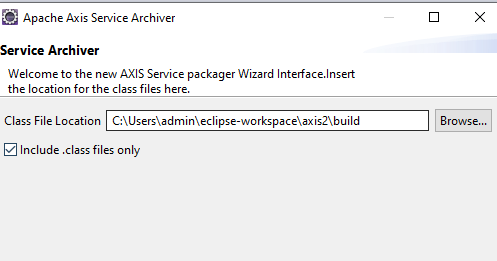 Apache Axis Service Archiver
Service Archiver
Welcome to the new AXIS Service packager Wizard Interface.Insert
the location for the class files here.
Class File Location C:\Users\admin\eclipse-workspace\axis2\build Browse...
Include .class files only